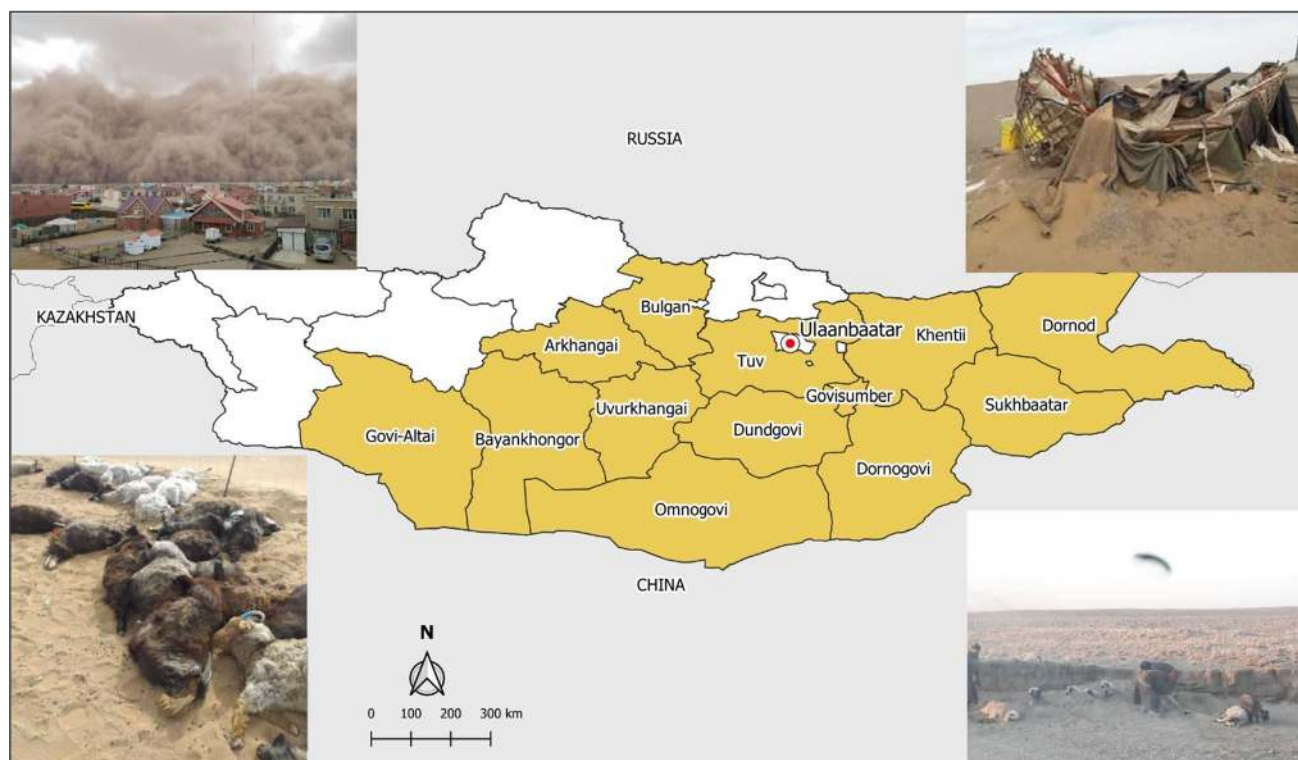 RUSSIA
KAZAKHSTAN
Bulgan
Ulaanbaatar
Khentii
Dornod
Arkhangai
Tuv
Govisumber
Uvurkhangai
Sukhbaatar
Govi-Altai
Bayankhongor
Dundgovi
Dornogovi
Omnogovi
CHINA
N
0 100 200 300 km